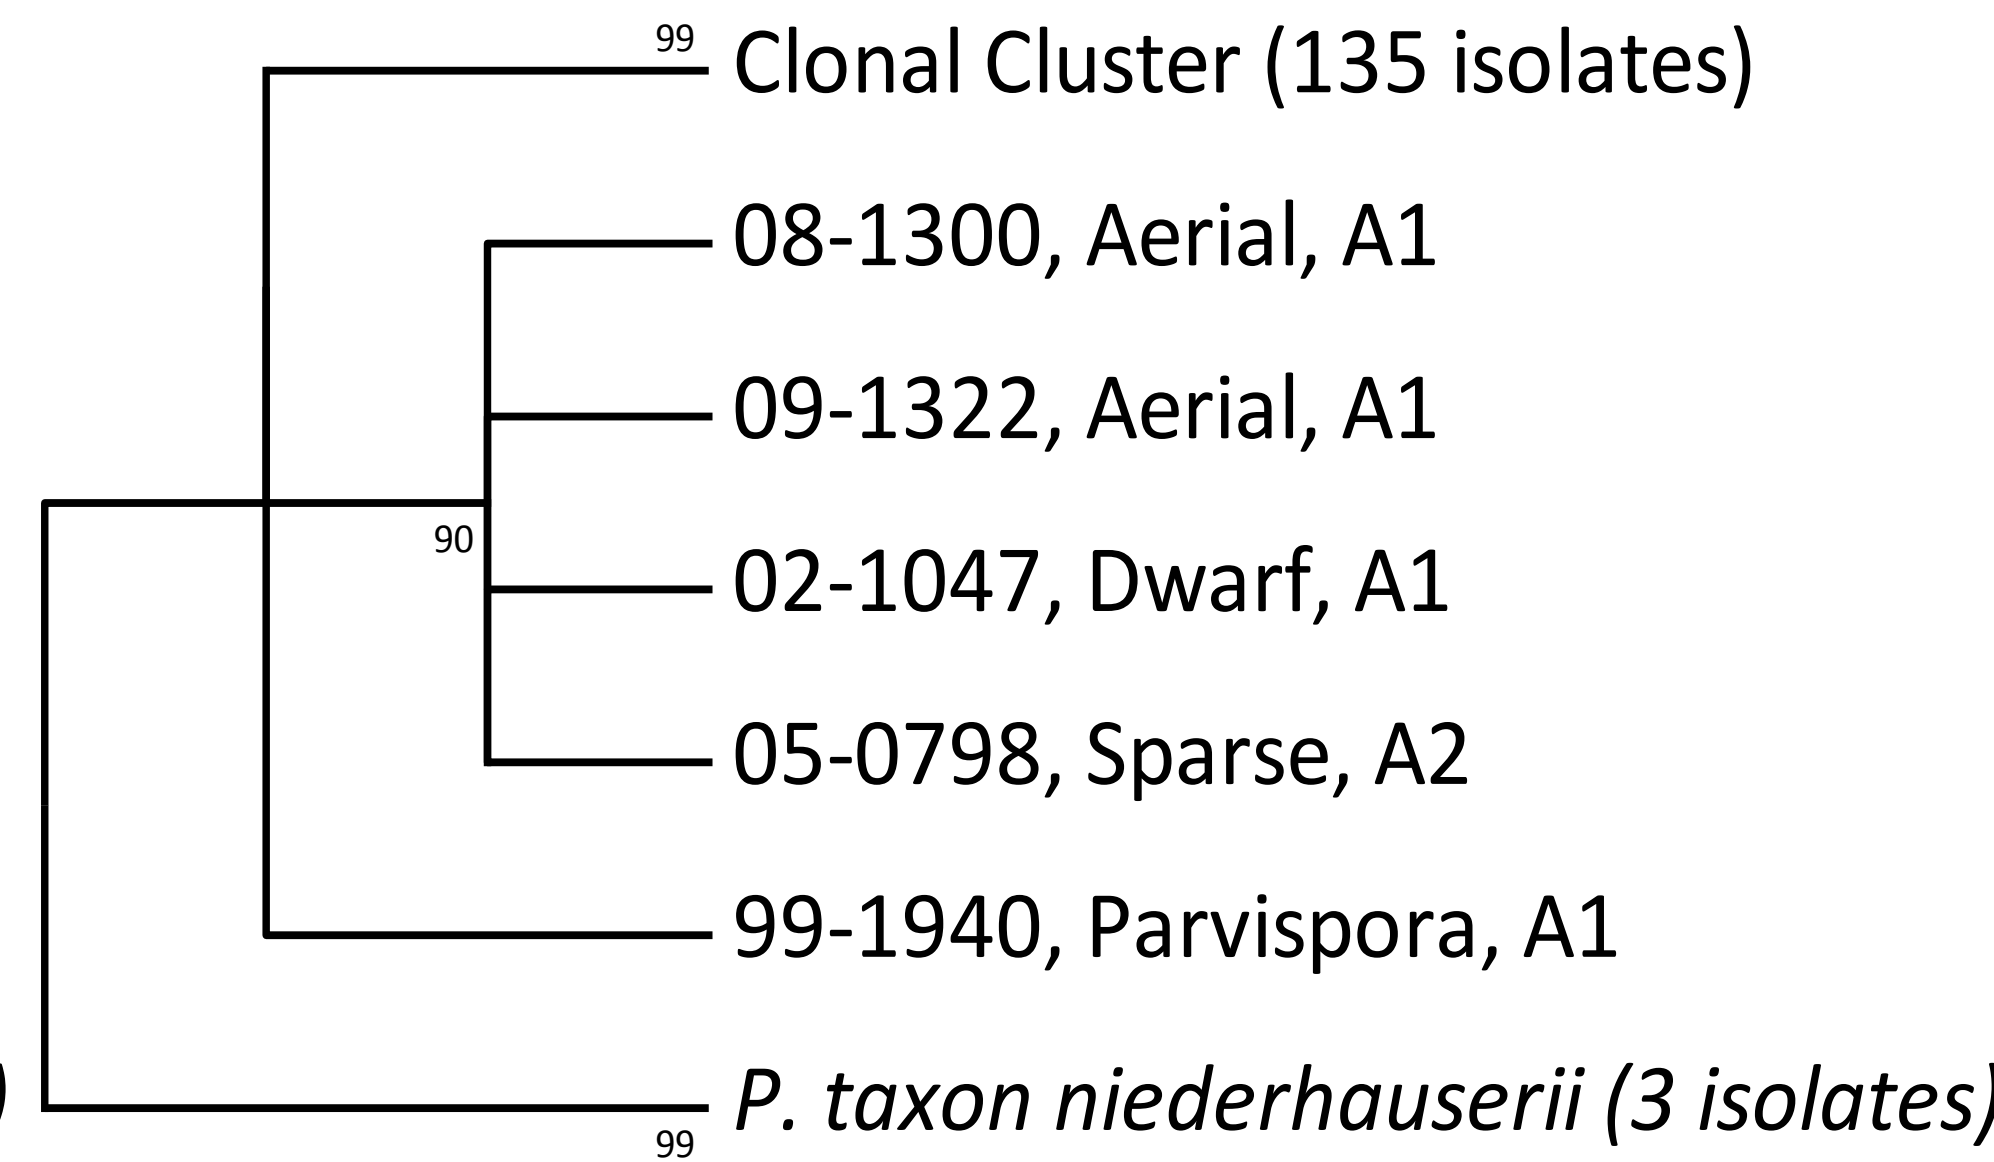 99
Clonal Cluster (135 isolates)
08-1300, Aerial, A1
09-1322, Aerial, A1
90
02-1047, Dwarf, A1
05-0798, Sparse, A2
99-1940, Parvispora, A1
)
P. taxon niederhauserii (3 isolates)
99